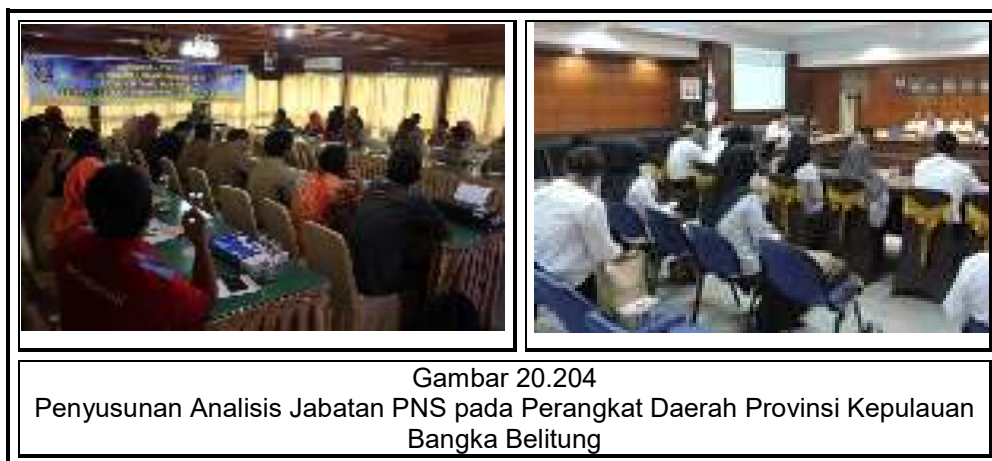 Gambar 20.204
Penyusunan Analisis Jabatan PNS pada Perangkat Daerah Provinsi Kepulauan
Bangka Belitung